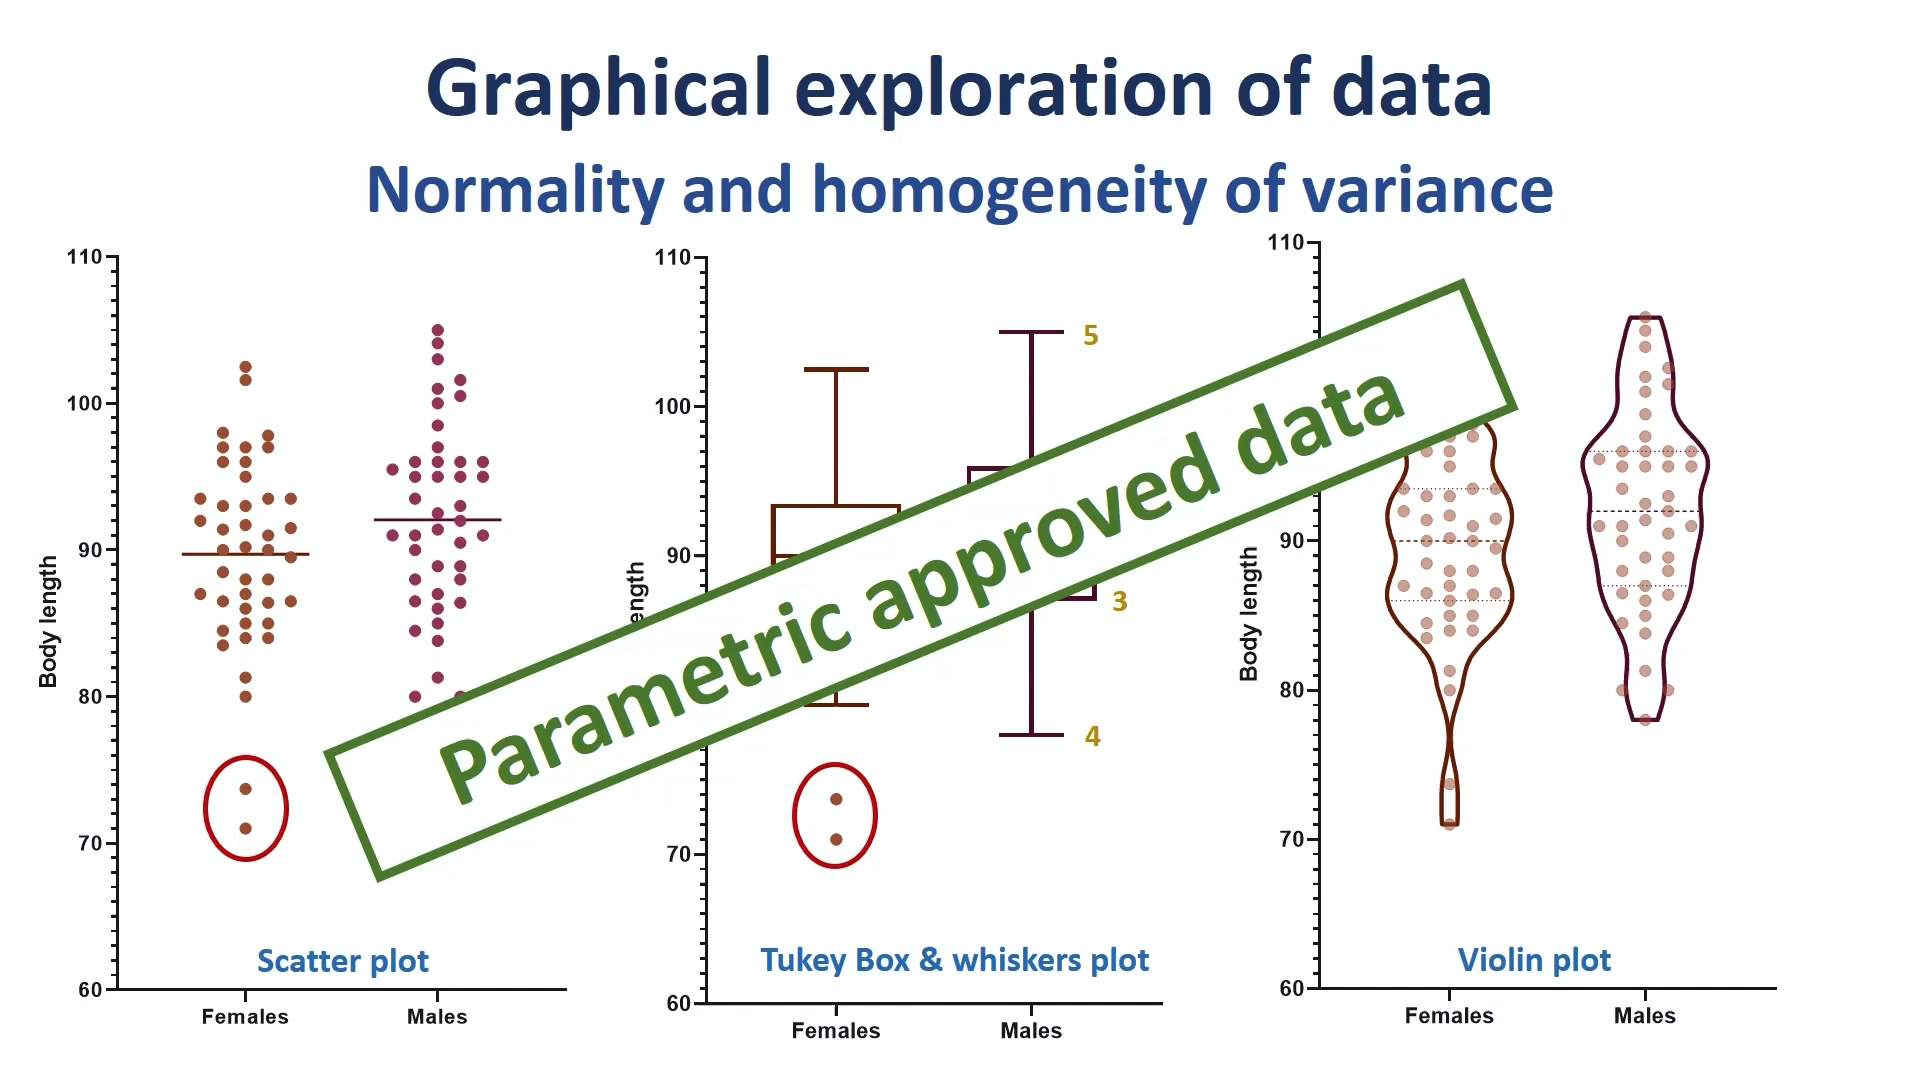 Graphical exploration of data
Normality and homogeneity of variance
110
100
90
80
70
60
Body length
Females
Males
Scatter plot
110
100
90
70
60
ength
5
3
4
Females
Males
Tukey Box & whiskers plot
110
90
80
70
60
Body length
Females
Males
Violin plot
Parametric approved data